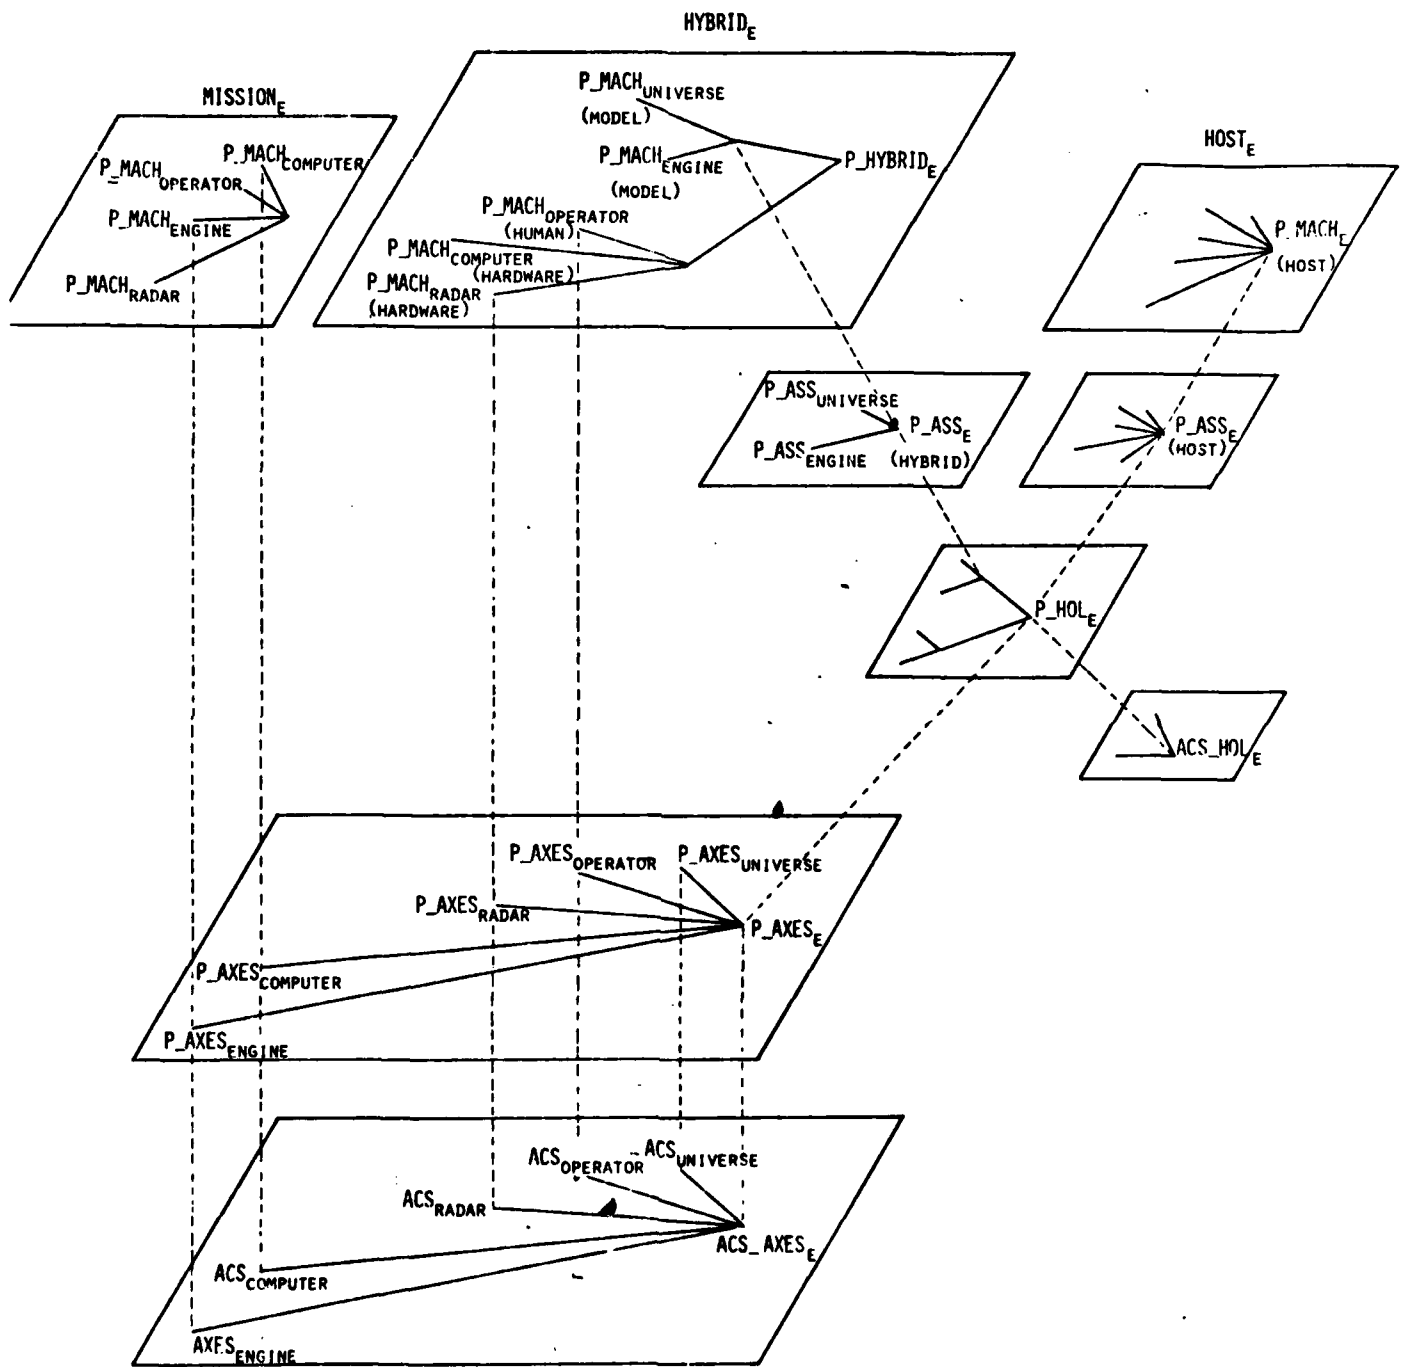 HYBRID_E
MISSION_E
HOST_E
P_MACH_COMPUTER
P_MACH_OPERATOR
P_MACH_ENGINE
P_MACH_RADAR
P_MACH_UNIVERSE
(MODEL)
P_MACH_ENGINE
(MODEL)
P_HYBRID_E
P_MACH_OPERATOR
(HUMAN)
P_MACH_COMPUTER
(HARDWARE)
P_MACH_RADAR
(HARDWARE)
P_MACH_E
(HOST)
P_ASS_UNIVERSE
P_ASS_ENGINE
P_ASS_E
(HYBRID)
P_ASS_E
(HOST)
P_HOL_E
ACS_HOL_E
P_AXES_OPERATOR
P_AXES_UNIVERSE
P_AXES_RADAR
P_AXES_E
P_AXES_COMPUTER
P_AXES_ENGINE
ACS_OPERATOR
ACS_UNIVERSE
ACS_RADAR
ACS_AXES_E
ACS_COMPUTER
AXES_ENGINE